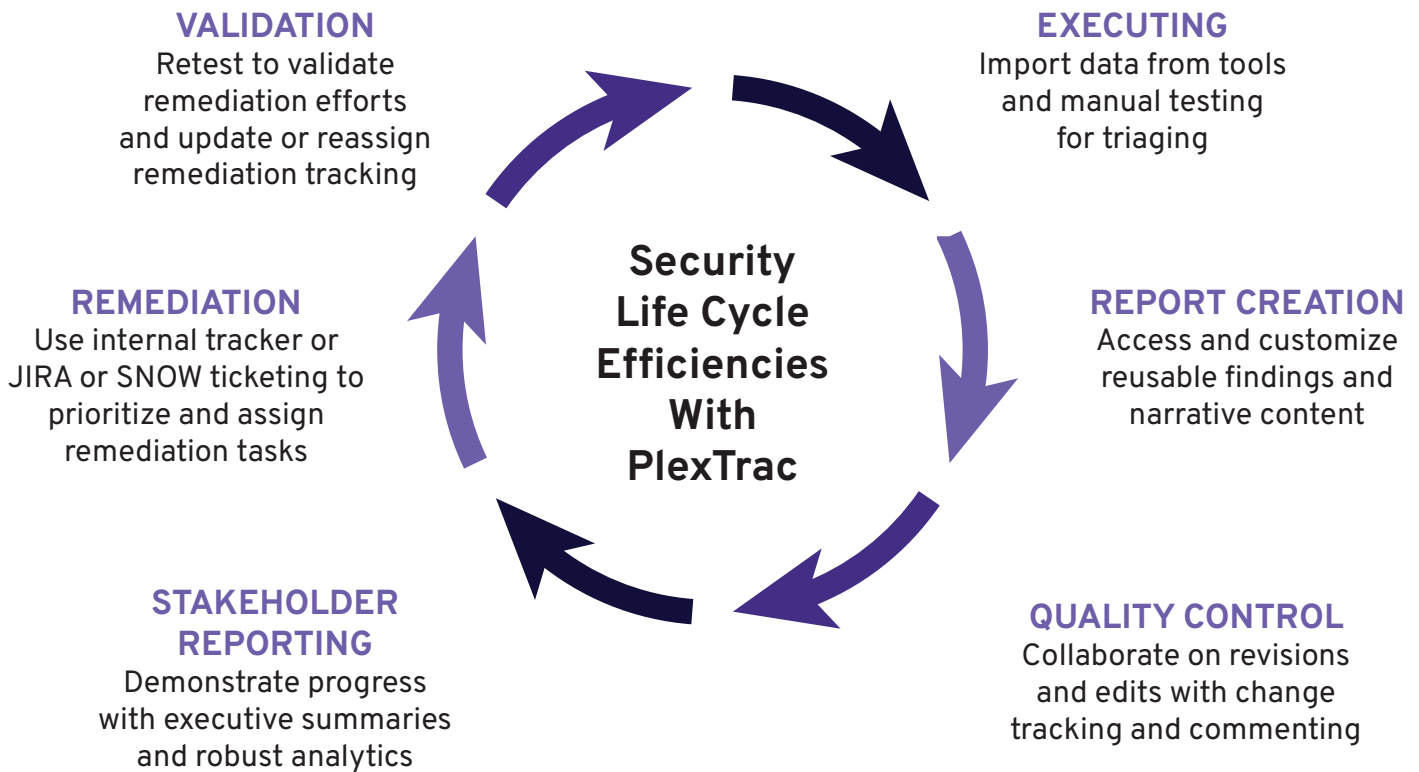 VALIDATION
Retest to validate
remediation efforts
and update or reassign
remediation tracking
EXECUTING
Import data from tools
and manual testing
for triaging
Security
Life Cycle
Efficiencies
With
PlexTrac
REMEDIATION
Use internal tracker or
JIRA or SNOW ticketing to
prioritize and assign
remediation tasks
REPORT CREATION
Access and customize
reusable findings and
narrative content
STAKEHOLDER
REPORTING
Demonstrate progress
with executive summaries
and robust analytics
QUALITY CONTROL
Collaborate on revisions
and edits with change
tracking and commenting